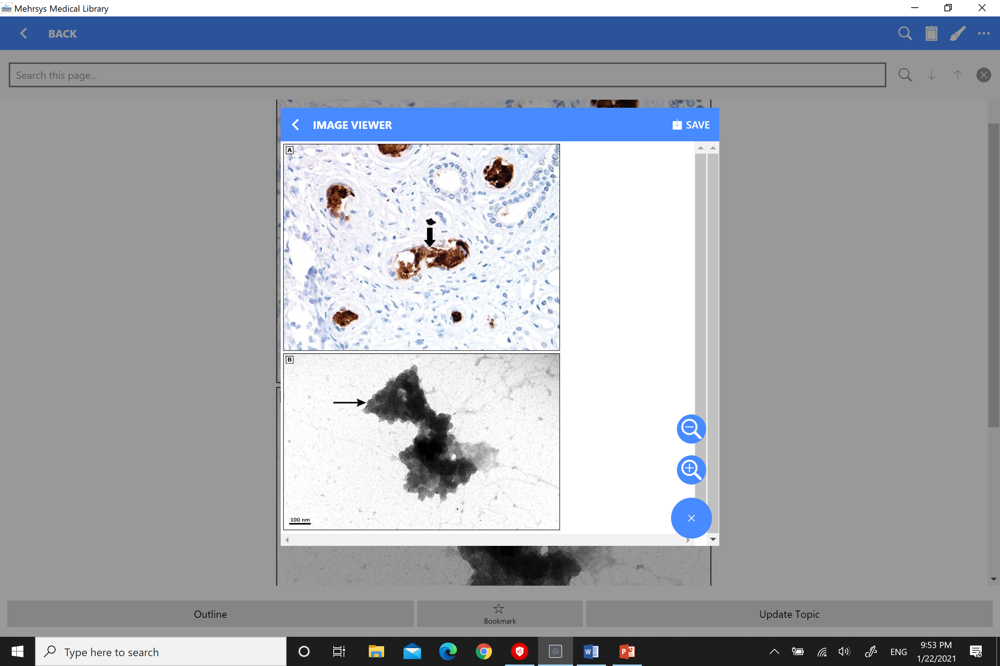 Mehrsys Medical Library
BACK
Search this page...
IMAGE VIEWER
SAVE
A
B
100 nm
Outline
Bookmark
Update Topic
Type here to search
ENG
9:53 PM
1/22/2021